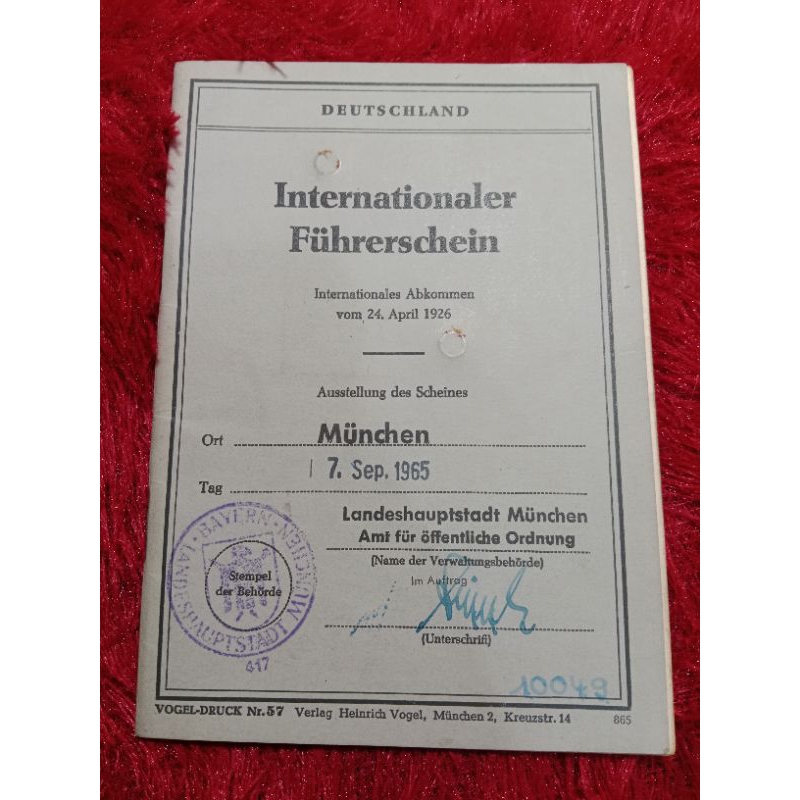 DEUTSCHLAND
Internationaler
Führerschein
Internationales Abkommen
vom 24. April 1926
Ausstellung des Scheines
Ort München
Tag 7. Sep. 1965
Landeshauptstadt München
Amt für öffentliche Ordnung
(Name der Verwaltungsbehörde)
Im Auftrag
(Unterschrift)
BAYERN
LANDESHAUPTSTADT MÜNCHEN
Stempel
der Behörde
417
10049
VOGEL-DRUCK Nr. 57 Verlag Heinrich Vogel, München 2, Kreuzstr. 14 865